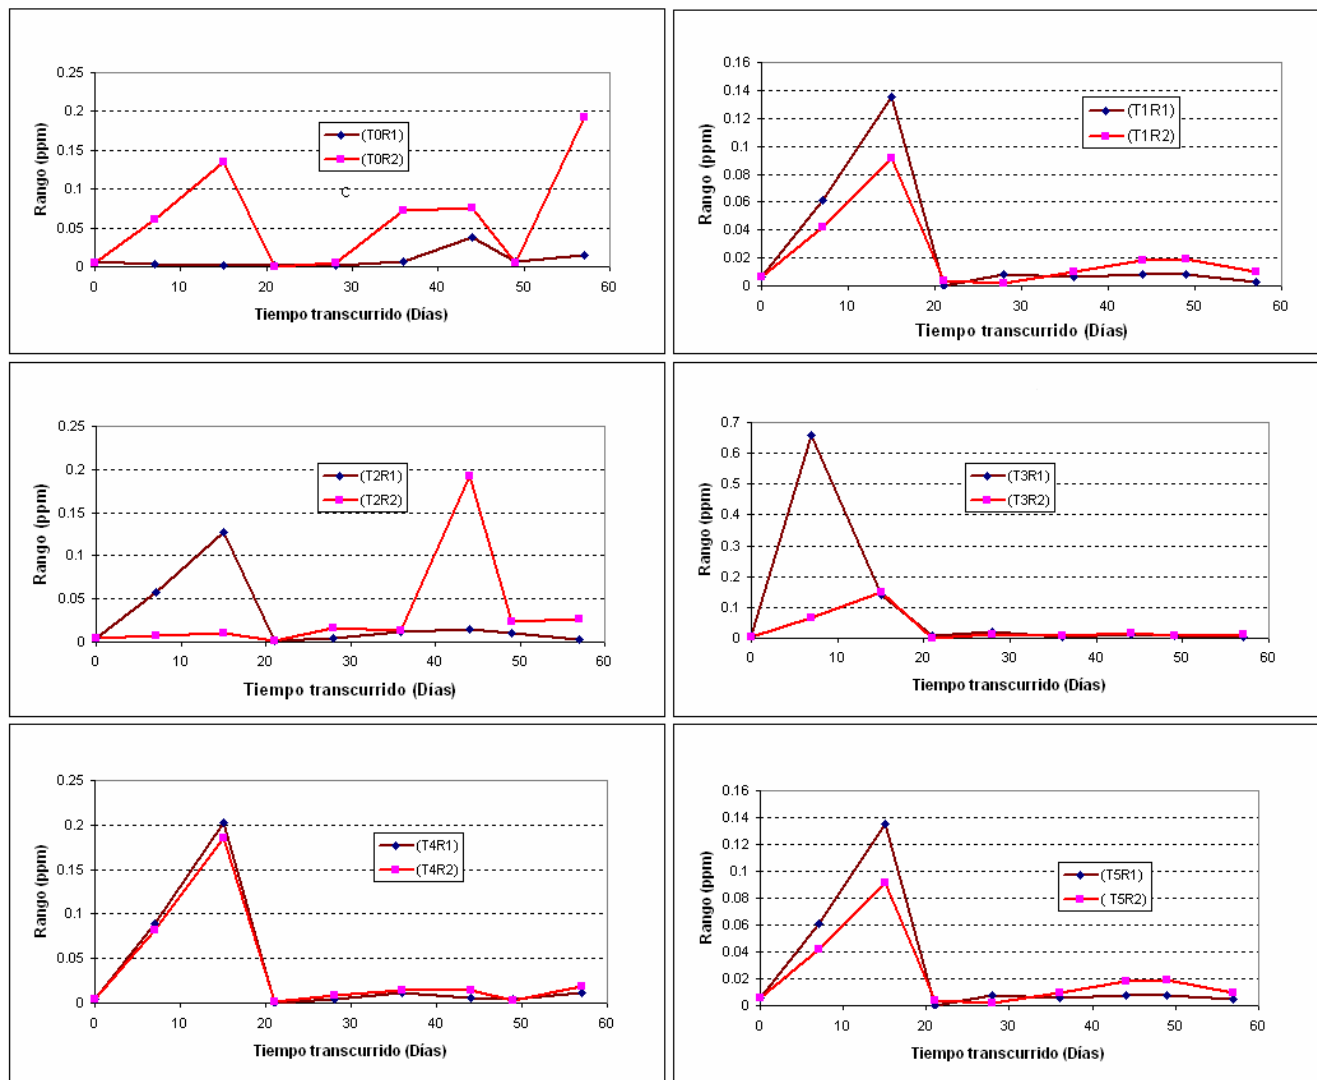 0.25
0.2
0.15
0.1
0.05
0
Rango (ppm)
(T0R1)
(T0R2)
C
0 10 20 30 40 50 60
Tiempo transcurrido (Días)
0.16
0.14
0.12
0.1
0.08
0.06
0.04
0.02
0
Rango (ppm)
(T1R1)
(T1R2)
0 10 20 30 40 50 60
Tiempo transcurrido (Días)
0.25
0.2
0.15
0.1
0.05
0
Rango (ppm)
(T2R1)
(T2R2)
0 10 20 30 40 50 60
Tiempo transcurrido (Días)
0.7
0.6
0.5
0.4
0.3
0.2
0.1
0
Rango (ppm)
(T3R1)
(T3R2)
0 10 20 30 40 50 60
Tiempo transcurrido (Días)
0.25
0.2
0.15
0.1
0.05
0
Rango (ppm)
(T4R1)
(T4R2)
0 10 20 30 40 50 60
Tiempo transcurrido (Días)
0.16
0.14
0.12
0.1
0.08
0.06
0.04
0.02
0
Rango (ppm)
(T5R1)
( T5R2)
0 10 20 30 40 50 60
Tiempo transcurrido (Días)